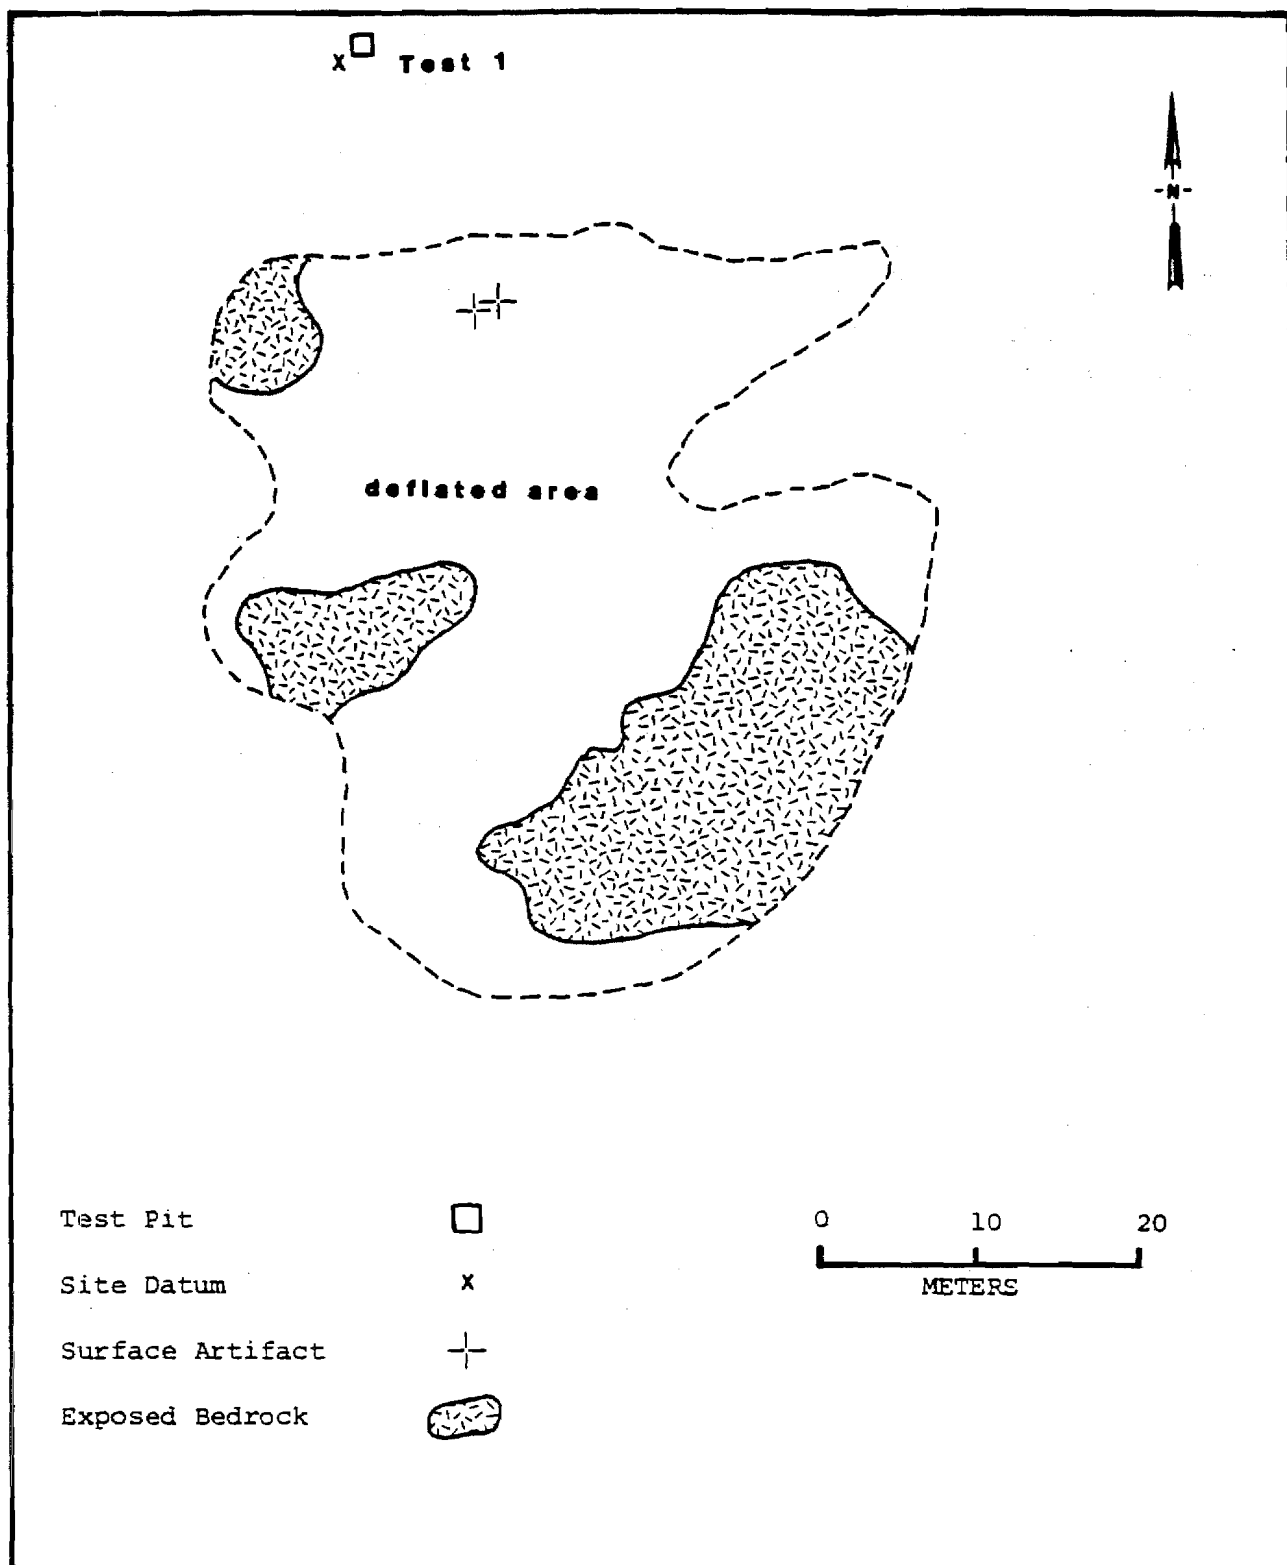 x Test 1
-N-
deflated area
Test Pit
Site Datum x
Surface Artifact
Exposed Bedrock
0 10 20
METERS